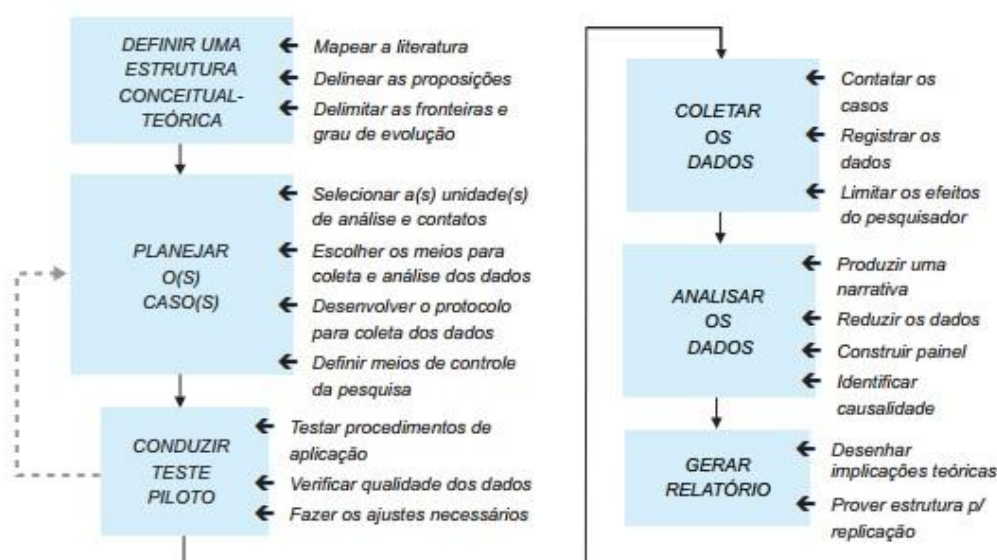 DEFINIR UMA
ESTRUTURA
CONCEITUAL-
TEÓRICA
Mapear a literatura
Delinear as proposições
Delimitar as fronteiras e
grau de evolução
PLANEJAR
O(S)
CASO(S)
Selecionar a(s) unidade(s)
de análise e contatos
Escolher os meios para
coleta e análise dos dados
Desenvolver o protocolo
para coleta dos dados
Definir meios de controle
da pesquisa
CONDUZIR
TESTE
PILOTO
Testar procedimentos de
aplicação
Verificar qualidade dos dados
Fazer os ajustes necessários
COLETAR
OS
DADOS
Contatar os
casos
Registrar os
dados
Limitar os efeitos
do pesquisador
ANALISAR
OS
DADOS
Produzir uma
narrativa
Reduzir os dados
Construir painel
Identificar
causalidade
GERAR
RELATÓRIO
Desenhar
implicações teóricas
Prover estrutura p/
replicação